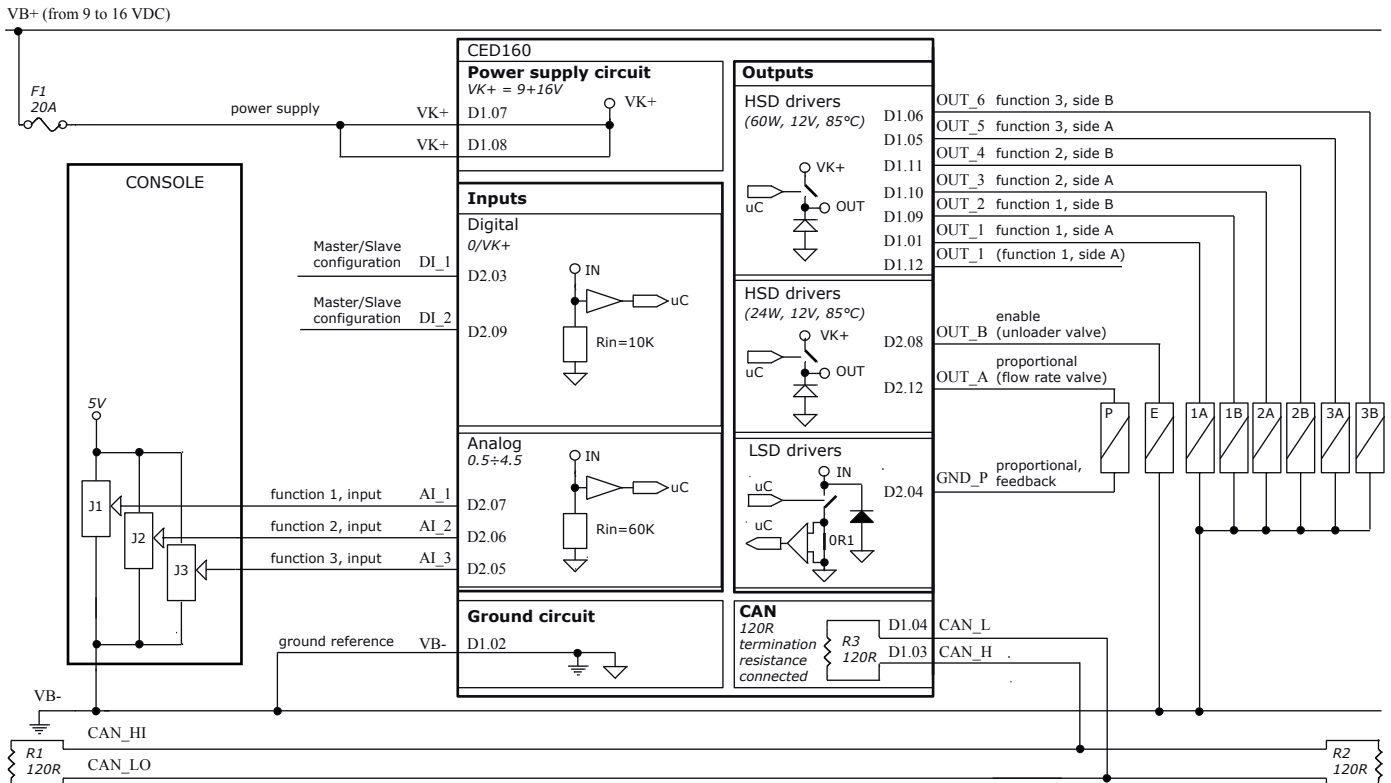 VB+ (from 9 to 16 VDC)
F1
20A
power supply
VK+
VK+
CED160
Power supply circuit
VK+ = 9÷16V
D1.07
D1.08
VK+
CONSOLE
5V
J1
J2
J3
Inputs
Digital
0/VK+
Master/Slave
configuration
DI_1
D2.03
Master/Slave
configuration
DI_2
D2.09
IN
uC
Rin=10K
Analog
0.5÷4.5
function 1, input
AI_1
D2.07
function 2, input
AI_2
D2.06
function 3, input
AI_3
D2.05
IN
uC
Rin=60K
Ground circuit
ground reference
VB-
D1.02
Outputs
HSD drivers
(60W, 12V, 85°C)
VK+
uC
OUT
D1.06
OUT_6 function 3, side B
D1.05
OUT_5 function 3, side A
D1.11
OUT_4 function 2, side B
D1.10
OUT_3 function 2, side A
D1.09
OUT_2 function 1, side B
D1.01
OUT_1 function 1, side A
D1.12
OUT_1 (function 1, side A)
HSD drivers
(24W, 12V, 85°C)
VK+
uC
OUT
D2.08
OUT_B
enable
(unloader valve)
D2.12
OUT_A
proportional
(flow rate valve)
LSD drivers
IN
uC
uC
0R1
D2.04
GND_P
proportional,
feedback
P
E
1A
1B
2A
2B
3A
3B
CAN
120R
termination
resistance
connected
R3
120R
D1.04
CAN_L
D1.03
CAN_H
VB-
CAN_HI
R1
120R
CAN_LO
R2
120R